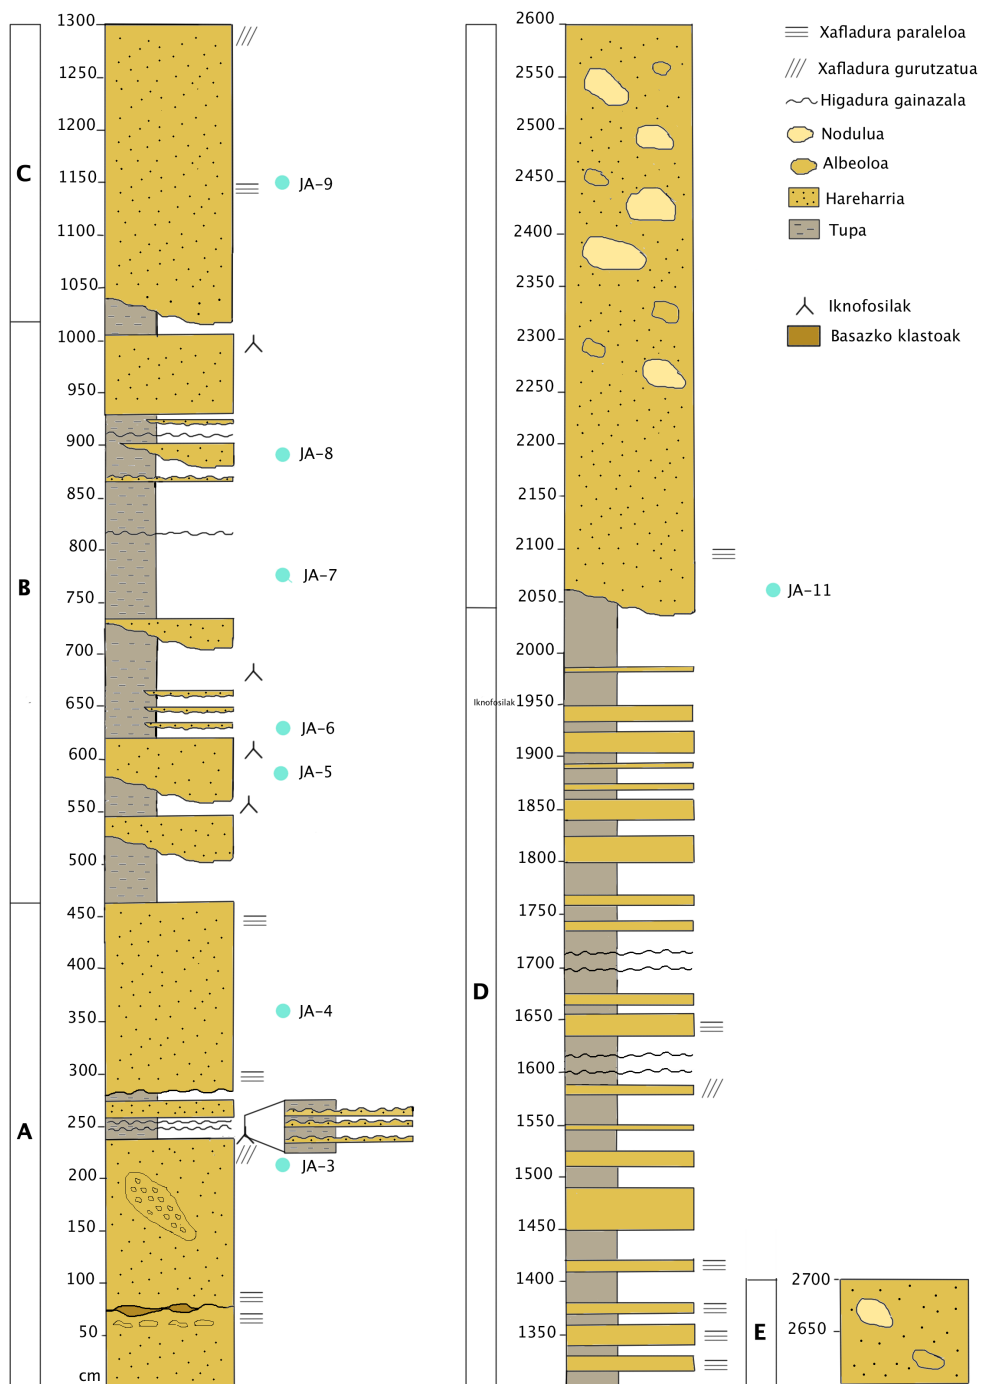 1300
1250
1200
C
1150
JA-9
1100
1050
1000
950
900
JA-8
850
800
JA-7
B
750
700
650
JA-6
600
JA-5
550
500
450
400
JA-4
350
300
250
A
JA-3
200
150
100
50
cm
2600
2550
2500
2450
2400
2350
2300
2250
2200
2150
2100
JA-11
2050
2000
Iknofosilak
1950
1900
1850
1800
1750
1700
D
1650
1600
1550
1500
1450
1400
1350
Xafladura paraleloa
Xafladura gurutzatua
Higadura gainazala
Nodulua
Albeoloa
Hareharria
Tupa
Iknofosilak
Basazko klastoak
2700
E
2650